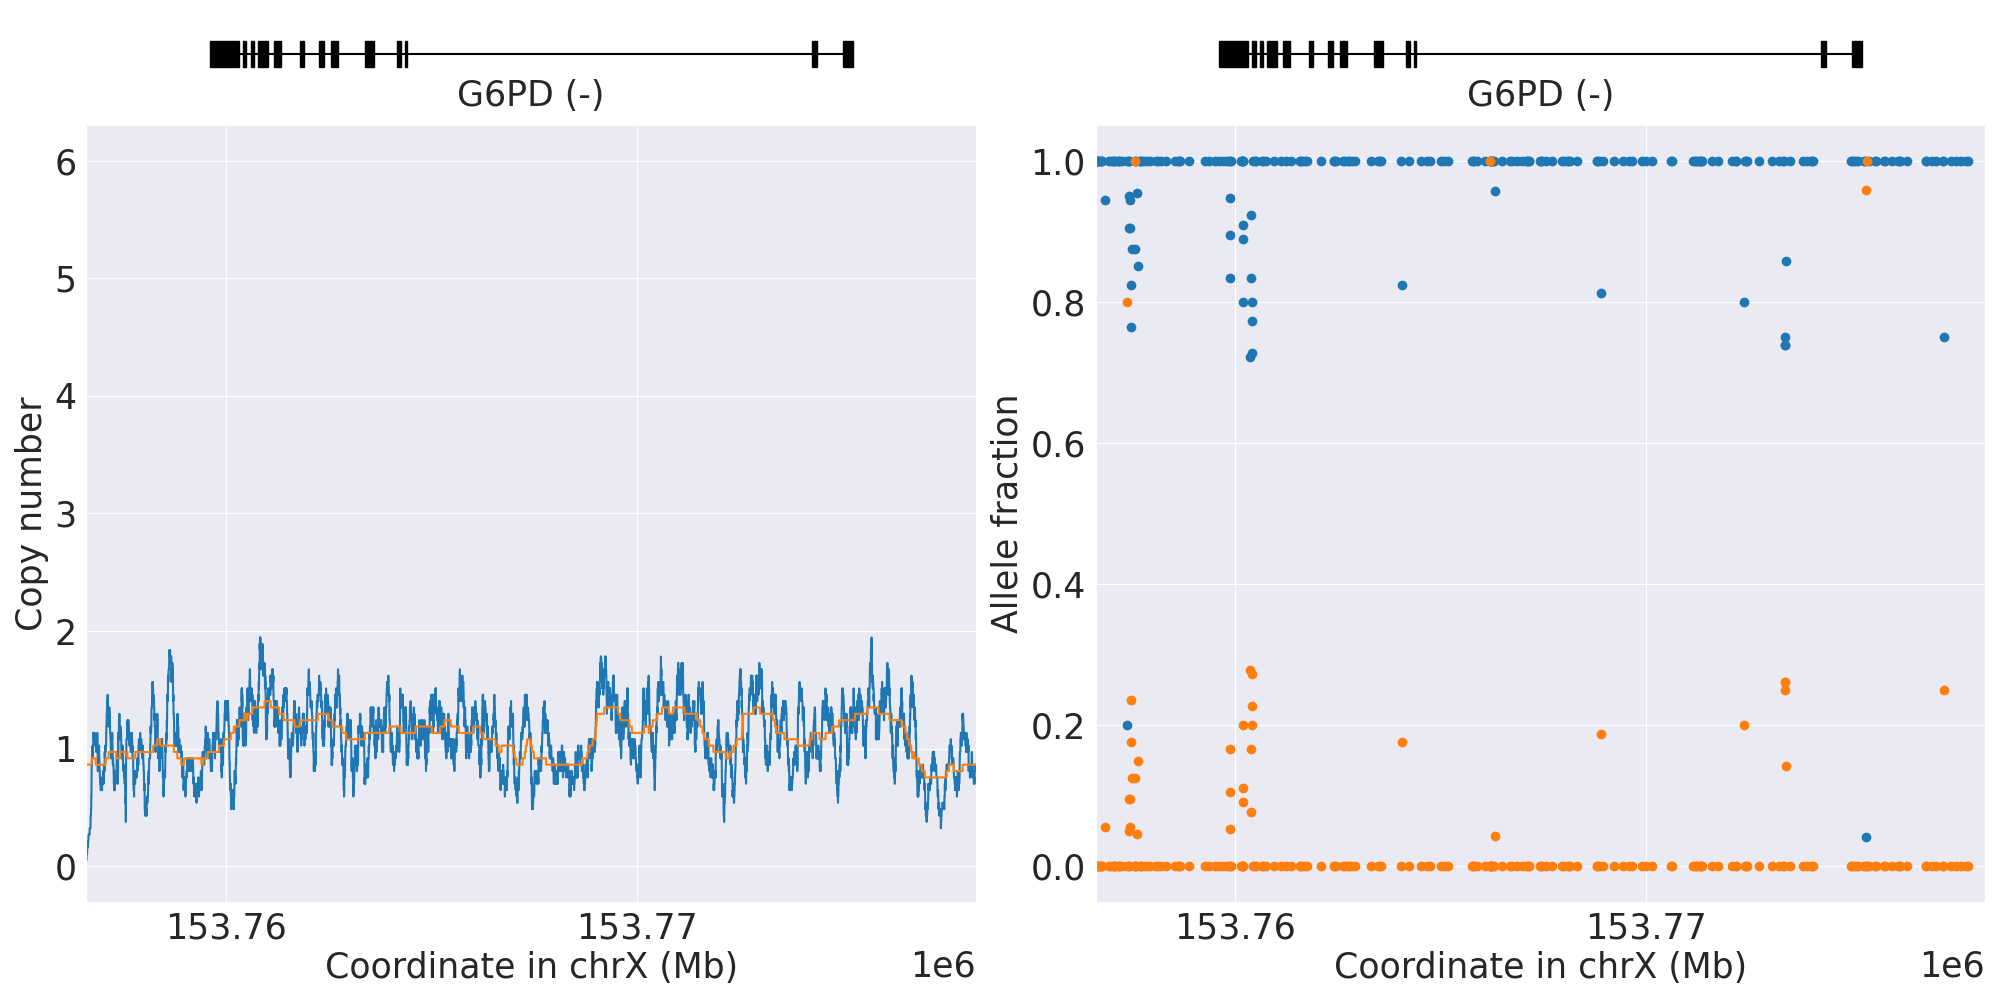 G6PD (-)
6
5
4
3
2
1
0
Copy number
153.76
153.77
Coordinate in chrX (Mb)
1e6
G6PD (-)
1.0
0.8
0.6
0.4
0.2
0.0
Allele fraction
153.76
153.77
Coordinate in chrX (Mb)
1e6